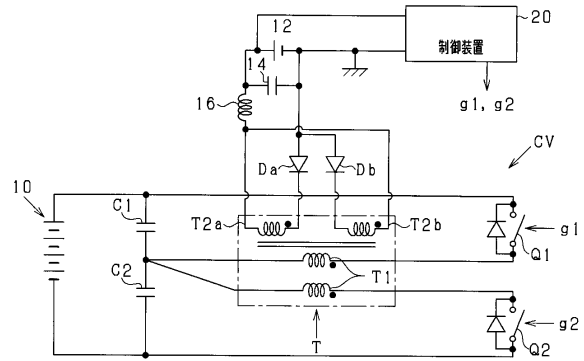 20
12
制御装置
14
16
g1, g2
CV
Da
Db
10
C1
T2a
T2b
g1
Q1
C2
T1
g2
Q2
T